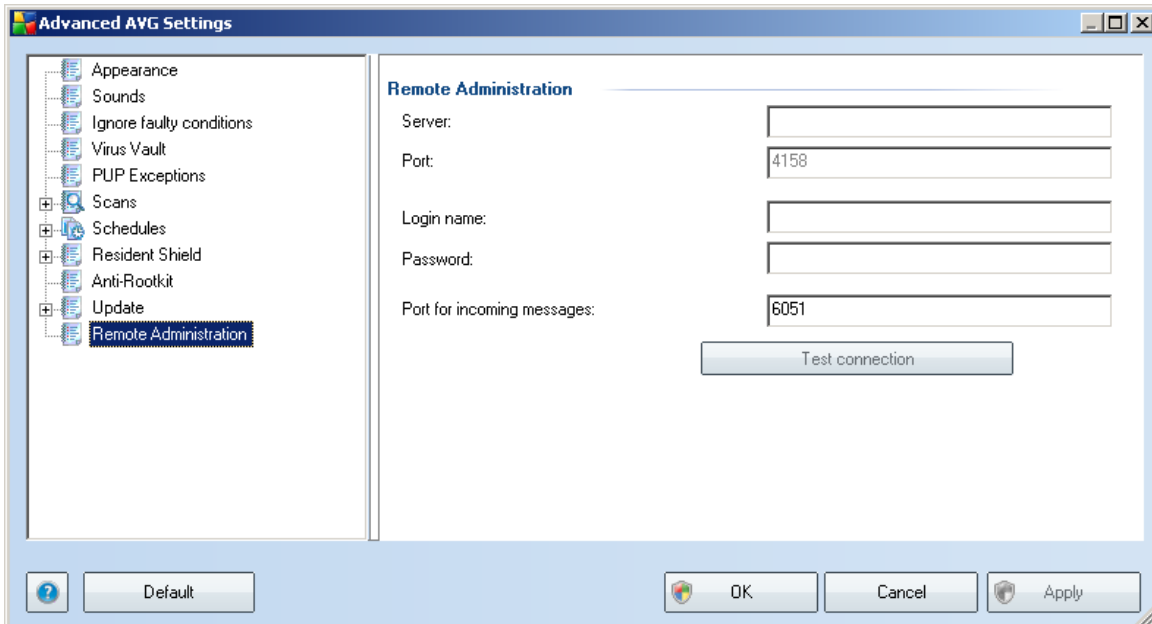 Advanced AVG Settings
Appearance
Sounds
Ignore faulty conditions
Virus Vault
PUP Exceptions
Scans
Schedules
Resident Shield
Anti-Rootkit
Update
Remote Administration
Remote Administration
Server:
Port: 4158
Login name:
Password:
Port for incoming messages: 6051
Test connection
Default
OK
Cancel
Apply